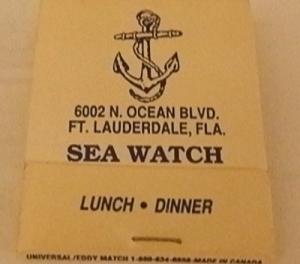 6002 N. OCEAN BLVD.
FT. LAUDERDALE, FLA.
SEA WATCH
LUNCH • DINNER
UNIVERSAL/EDDY MATCH MADE IN CANADA